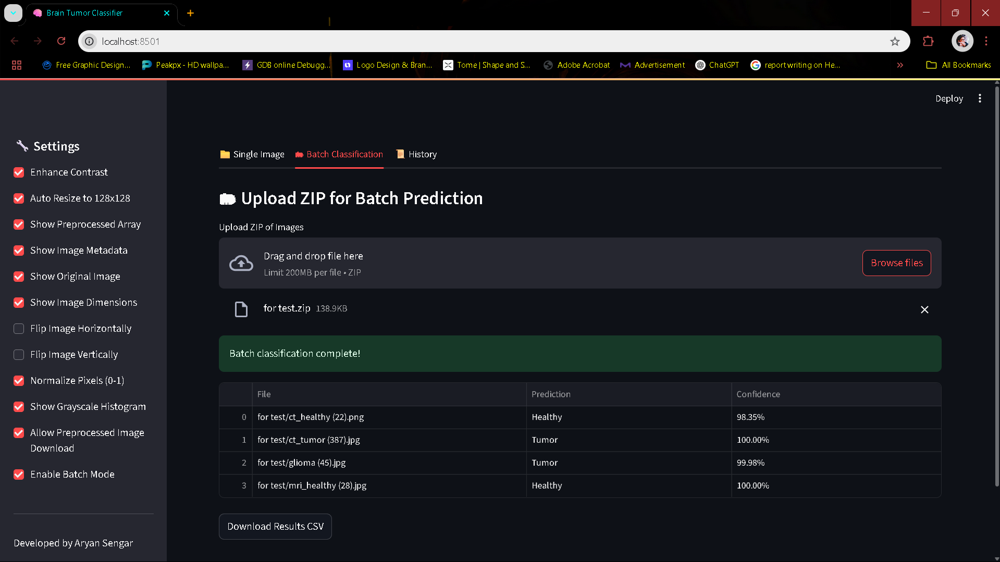 Brain Tumor Classifier
localhost:8501
Free Graphic Design...
Peakpx - HD wallpa...
GDB online Debugg...
Logo Design & Bran...
Tome | Shape and S...
Adobe Acrobat
Advertisement
ChatGPT
report writing on He...
All Bookmarks
Deploy
Settings
Enhance Contrast
Auto Resize to 128x128
Show Preprocessed Array
Show Image Metadata
Show Original Image
Show Image Dimensions
Flip Image Horizontally
Flip Image Vertically
Normalize Pixels (0-1)
Show Grayscale Histogram
Allow Preprocessed Image
Download
Enable Batch Mode
Developed by Aryan Sengar
Single Image
Batch Classification
History
Upload ZIP for Batch Prediction
Upload ZIP of Images
Drag and drop file here
Limit 200MB per file • ZIP
Browse files
for test.zip 138.9KB
Batch classification complete!
File Prediction Confidence
0 for test/ct_healthy (22).png Healthy 98.35%
1 for test/ct_tumor (387).jpg Tumor 100.00%
2 for test/glioma (45).jpg Tumor 99.98%
3 for test/mri_healthy (28).jpg Healthy 100.00%
Download Results CSV